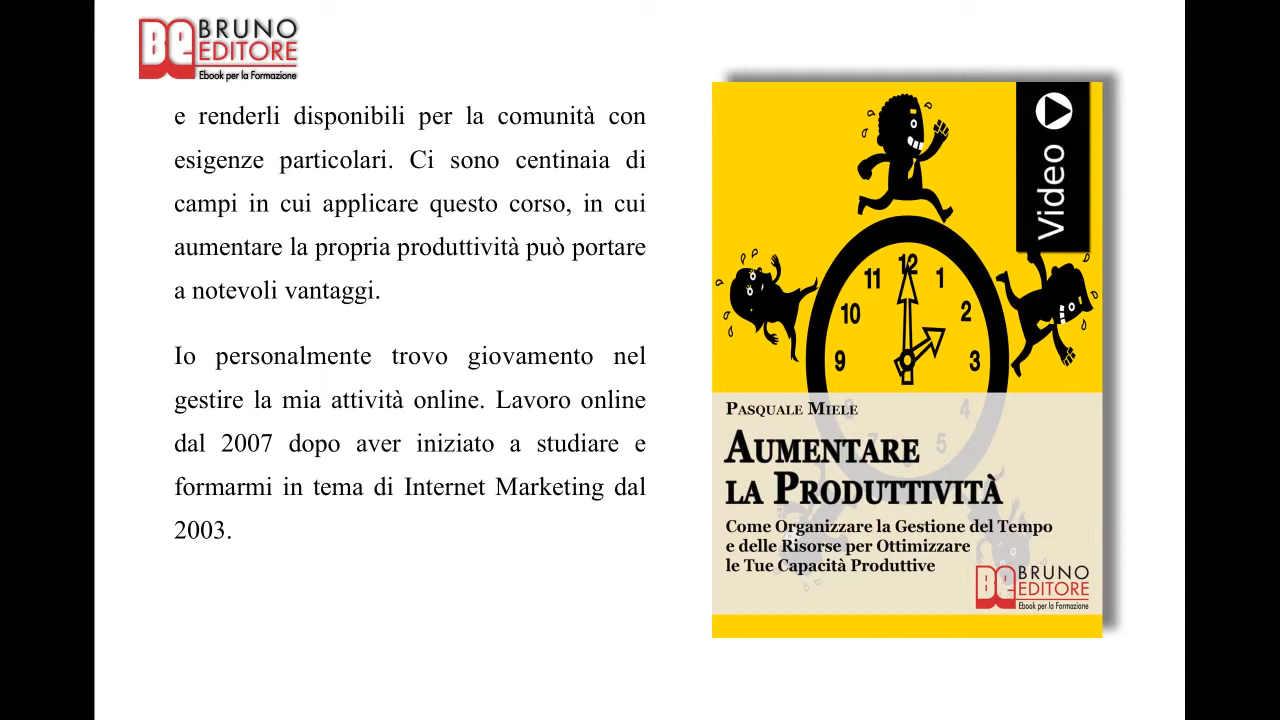 BRUNO
EDITORE
Ebook per la Formazione
e renderli disponibili per la comunità con
esigenze particolari. Ci sono centinaia di
campi in cui applicare questo corso, in cui
aumentare la propria produttività può portare
a notevoli vantaggi.
Io personalmente trovo giovamento nel
gestire la mia attività online. Lavoro online
dal 2007 dopo aver iniziato a studiare e
formarmi in tema di Internet Marketing dal
2003.
Video
11 12 1
10 2
9 3
4
7 5
PASQUALE MIELE
AUMENTARE
LA PRODUTTIVITÀ
Come Organizzare la Gestione del Tempo
e delle Risorse per Ottimizzare
le Tue Capacità Produttive
BE BRUNO
EDITORE
Ebook per la Formazione